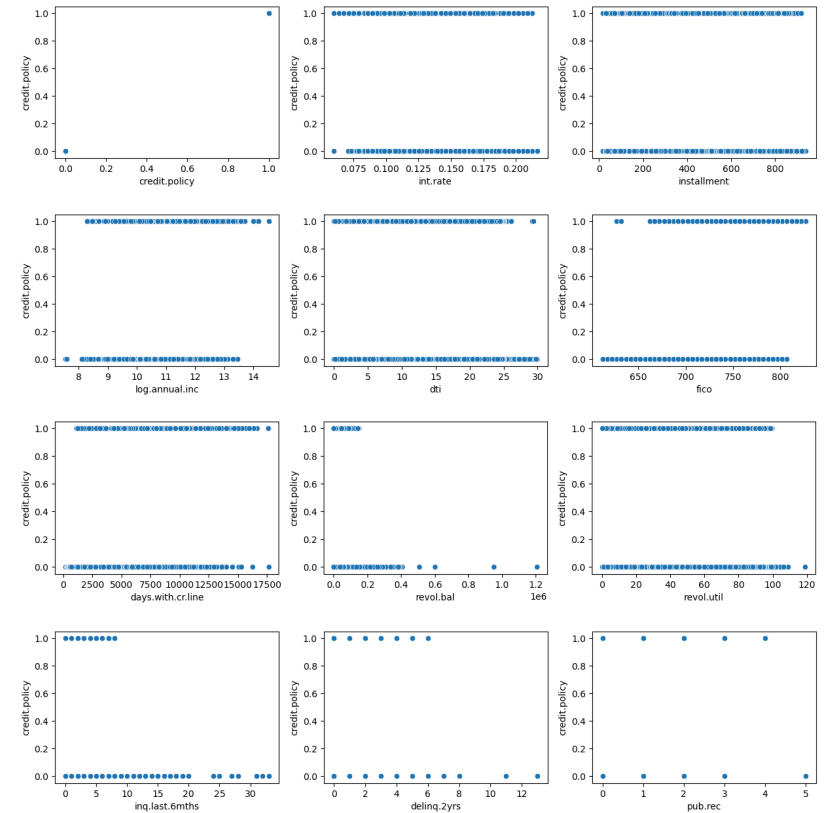 1.0
0.8
0.6
0.4
0.2
0.0
credit.policy
0.0 0.2 0.4 0.6 0.8 1.0
credit.policy
1.0
0.8
0.6
0.4
0.2
0.0
credit.policy
0.075 0.100 0.125 0.150 0.175 0.200
int.rate
1.0
0.8
0.6
0.4
0.2
0.0
credit.policy
0 200 400 600 800
installment
1.0
0.8
0.6
0.4
0.2
0.0
credit.policy
8 9 10 11 12 13 14
log.annual.inc
1.0
0.8
0.6
0.4
0.2
0.0
credit.policy
0 5 10 15 20 25 30
dti
1.0
0.8
0.6
0.4
0.2
0.0
credit.policy
650 700 750 800
fico
1.0
0.8
0.6
0.4
0.2
0.0
credit.policy
0 2500 5000 7500 10000 12500 15000 17500
days.with.cr.line
1.0
0.8
0.6
0.4
0.2
0.0
credit.policy
0.0 0.2 0.4 0.6 0.8 1.0 1.2
1e6
revol.bal
1.0
0.8
0.6
0.4
0.2
0.0
credit.policy
0 20 40 60 80 100 120
revol.util
1.0
0.8
0.6
0.4
0.2
0.0
credit.policy
0 5 10 15 20 25 30
inq.last.6mths
1.0
0.8
0.6
0.4
0.2
0.0
credit.policy
0 2 4 6 8 10 12
delinq.2yrs
1.0
0.8
0.6
0.4
0.2
0.0
credit.policy
0 1 2 3 4 5
pub.rec